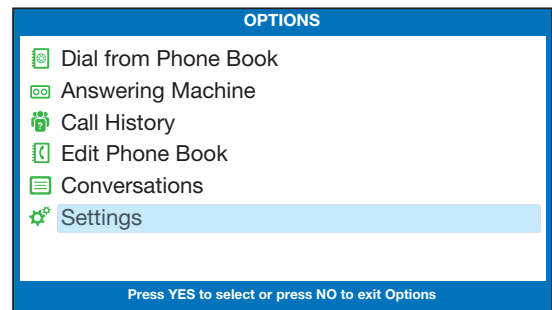 OPTIONS
Dial from Phone Book
Answering Machine
Call History
Edit Phone Book
Conversations
Settings
Press YES to select or press NO to exit Options